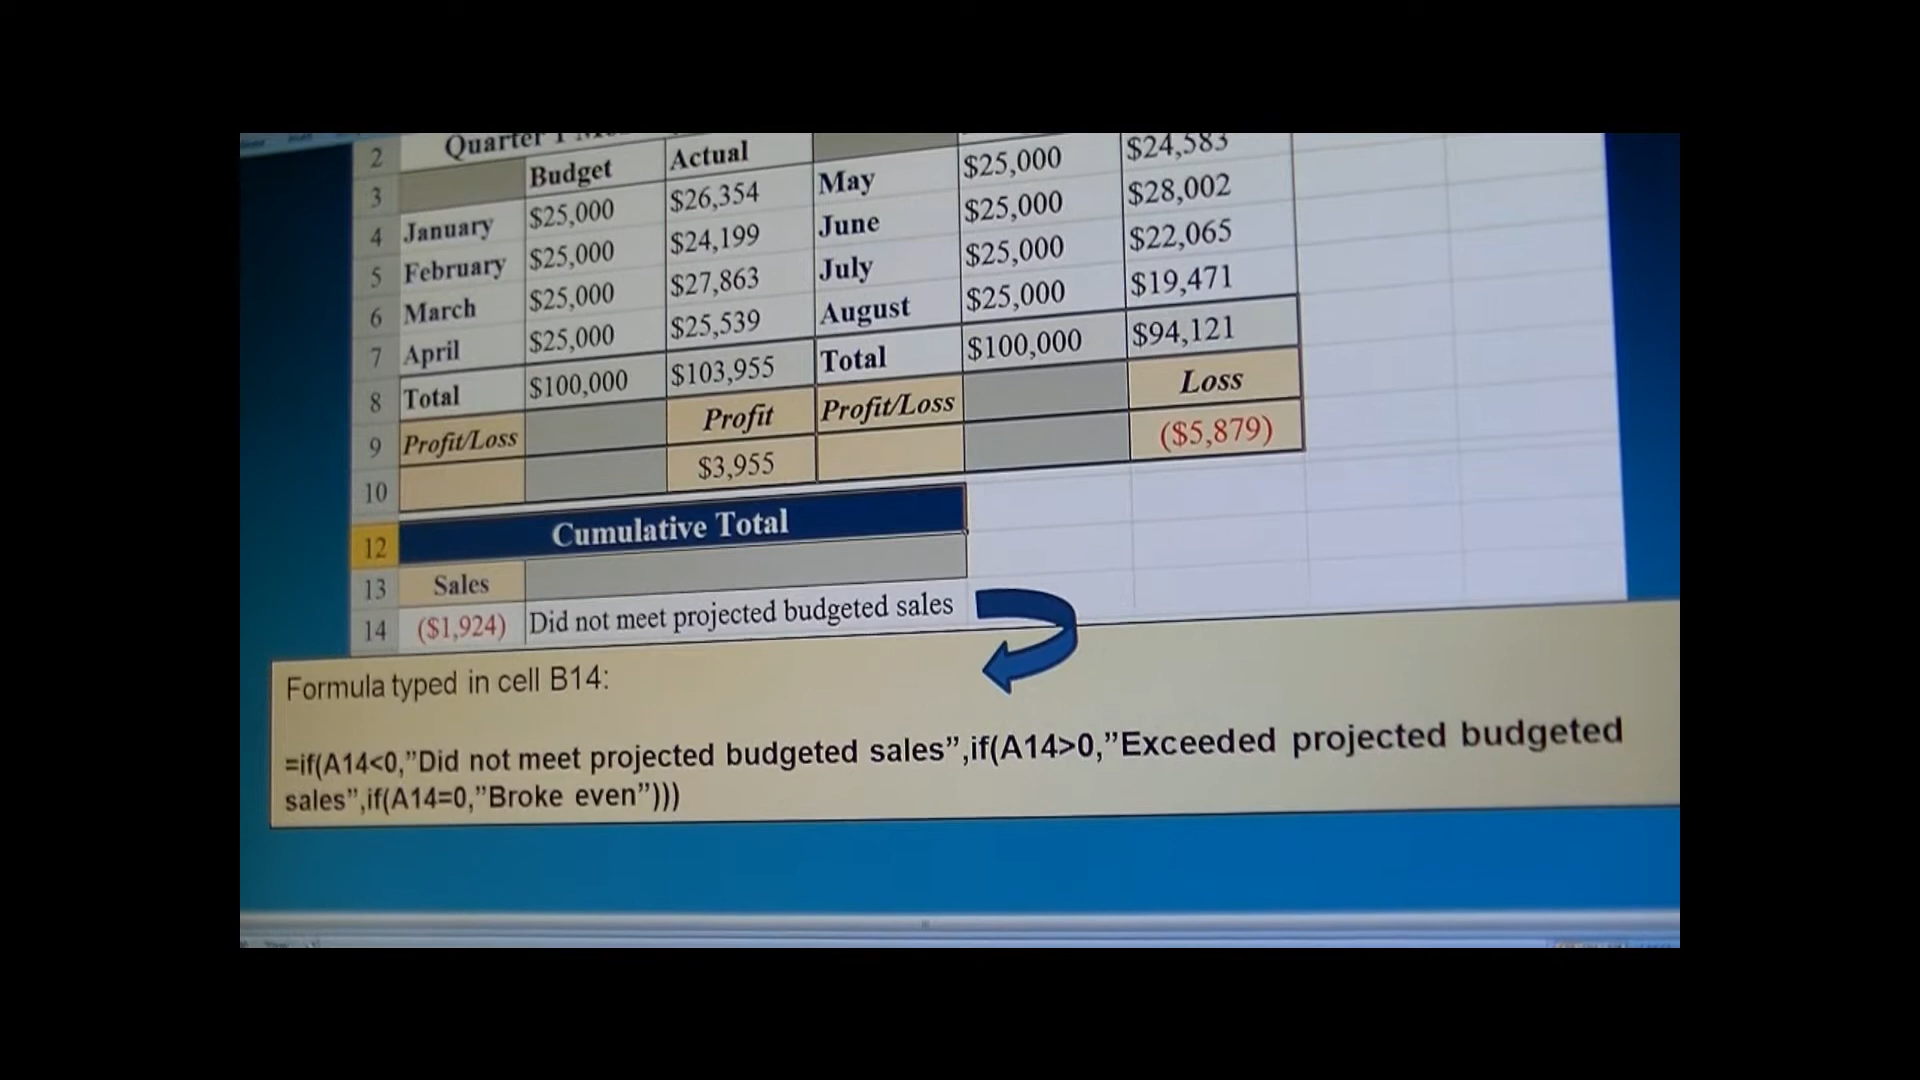 2 Quarter 1
Budget Actual $25,000 $24,583
3 $26,354 May $28,002
4 January $25,000 $24,199 June $25,000 $22,065
5 February $25,000 $27,863 July $25,000 $19,471
6 March $25,000 $25,539 August $25,000
7 April $25,000 $103,955 Total $100,000 $94,121
8 Total $100,000 Profit Profit/Loss Loss
9 Profit/Loss $3,955 ($5,879)
10
12 Cumulative Total
13 Sales
14 ($1,924) Did not meet projected budgeted sales
Formula typed in cell B14:
=if(A14<0,”Did not meet projected budgeted sales”,if(A14>0,”Exceeded projected budgeted
sales”,if(A14=0,”Broke even”)))